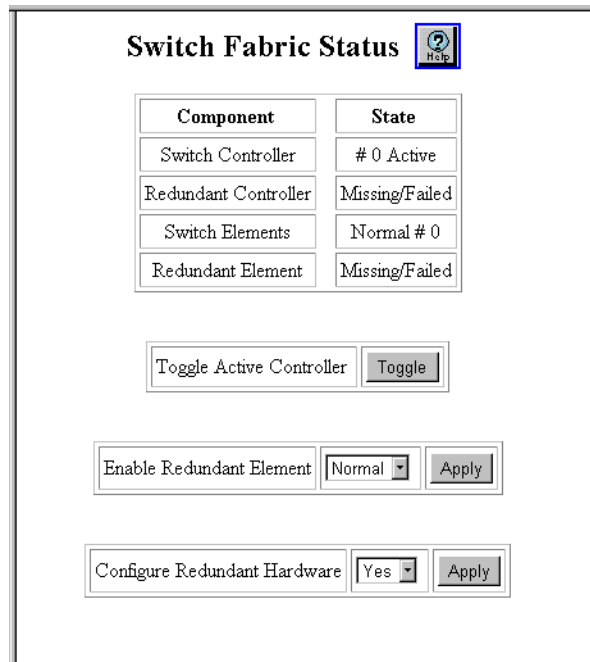 Switch Fabric Status Help
Component State
Switch Controller # 0 Active
Redundant Controller Missing/Failed
Switch Elements Normal # 0
Redundant Element Missing/Failed
Toggle Active Controller Toggle
Enable Redundant Element Normal Apply
Configure Redundant Hardware Yes Apply